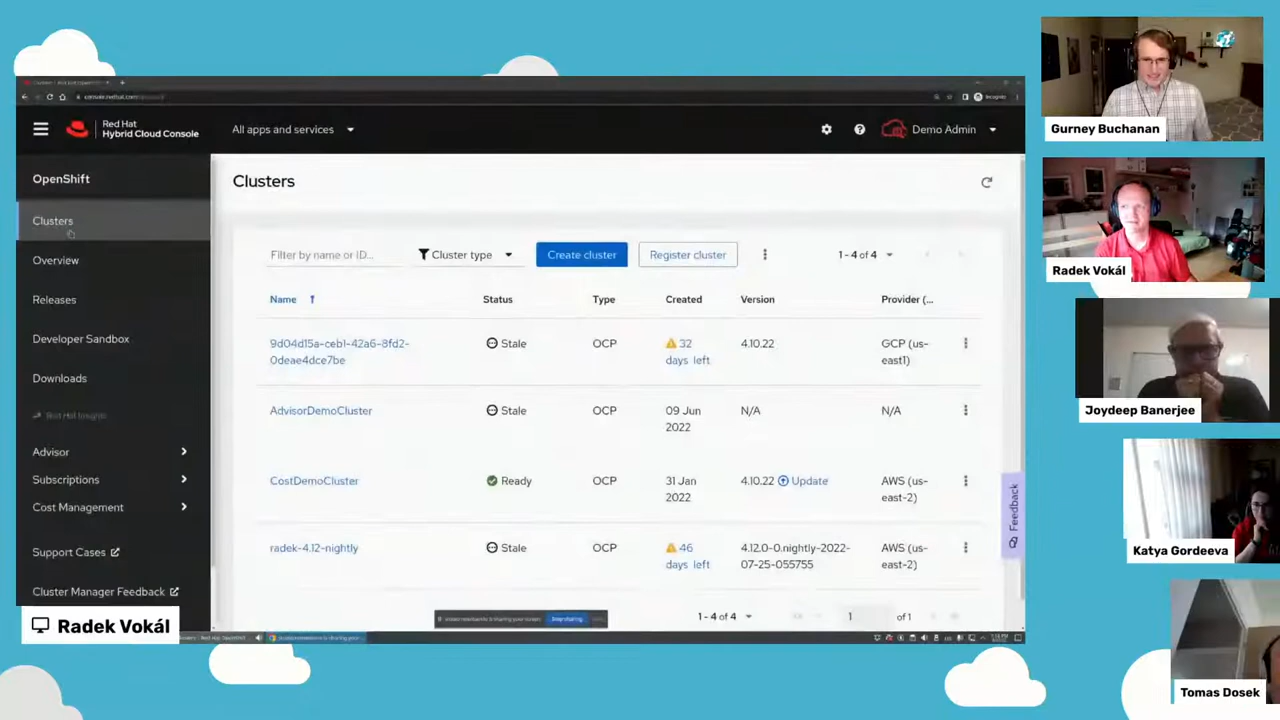 Red Hat
Hybrid Cloud Console
All apps and services
Demo Admin
OpenShift
Clusters
Overview
Releases
Developer Sandbox
Downloads
Red Hat Insights
Advisor
Subscriptions
Cost Management
Support Cases
Cluster Manager Feedback
Radek Vokál
Clusters
Filter by name or ID...
Cluster type
Create cluster
Register cluster
1 - 4 of 4
Name
Status
Type
Created
Version
Provider (...
9d04d15a-ceb1-42a6-8fd2-
0deae4dce7be
Stale
OCP
32
days left
4.10.22
GCP (us-
east1)
AdvisorDemoCluster
Stale
OCP
09 Jun
2022
N/A
N/A
CostDemoCluster
Ready
OCP
31 Jan
2022
4.10.22 Update
AWS (us-
east-2)
radek-4.12-nightly
Stale
OCP
46
days left
4.12.0-0.nightly-2022-
07-25-055755
AWS (us-
east-2)
1 - 4 of 4
1
of 1
Feedback
Stop sharing
Gurney Buchanan
Radek Vokál
Joydeep Banerjee
Katya Gordeeva
Tomas Dosek